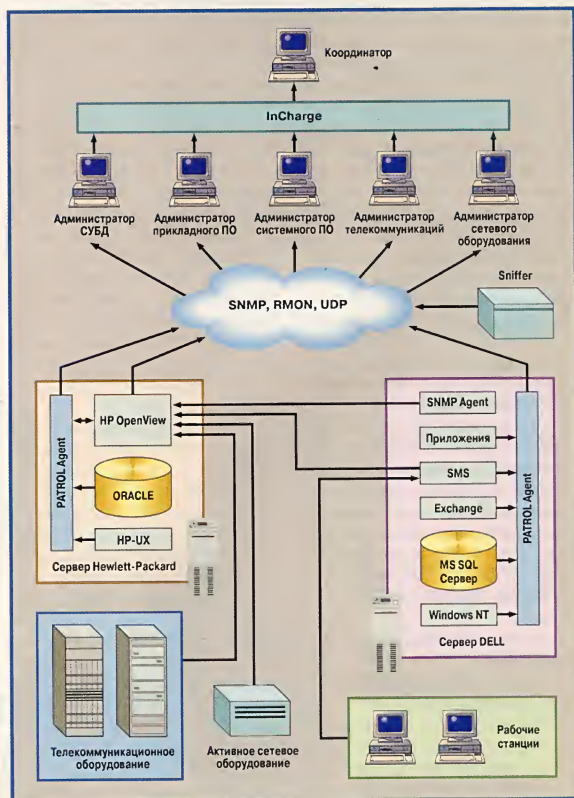 Координатор
InCharge
Администратор
СУБД
Администратор
прикладного ПО
Администратор
системного ПО
Администратор
телекоммуникаций
Администратор
сетевого
оборудования
SNMP, RMON, UDP
Sniffer
PATROL Agent
HP OpenView
ORACLE
HP-UX
Сервер Hewlett-Packard
SNMP Agent
Приложения
SMS
Exchange
MS SQL
Сервер
Windows NT
PATROL Agent
Сервер DELL
Телекоммуникационное
оборудование
Активное сетевое
оборудование
Рабочие
станции